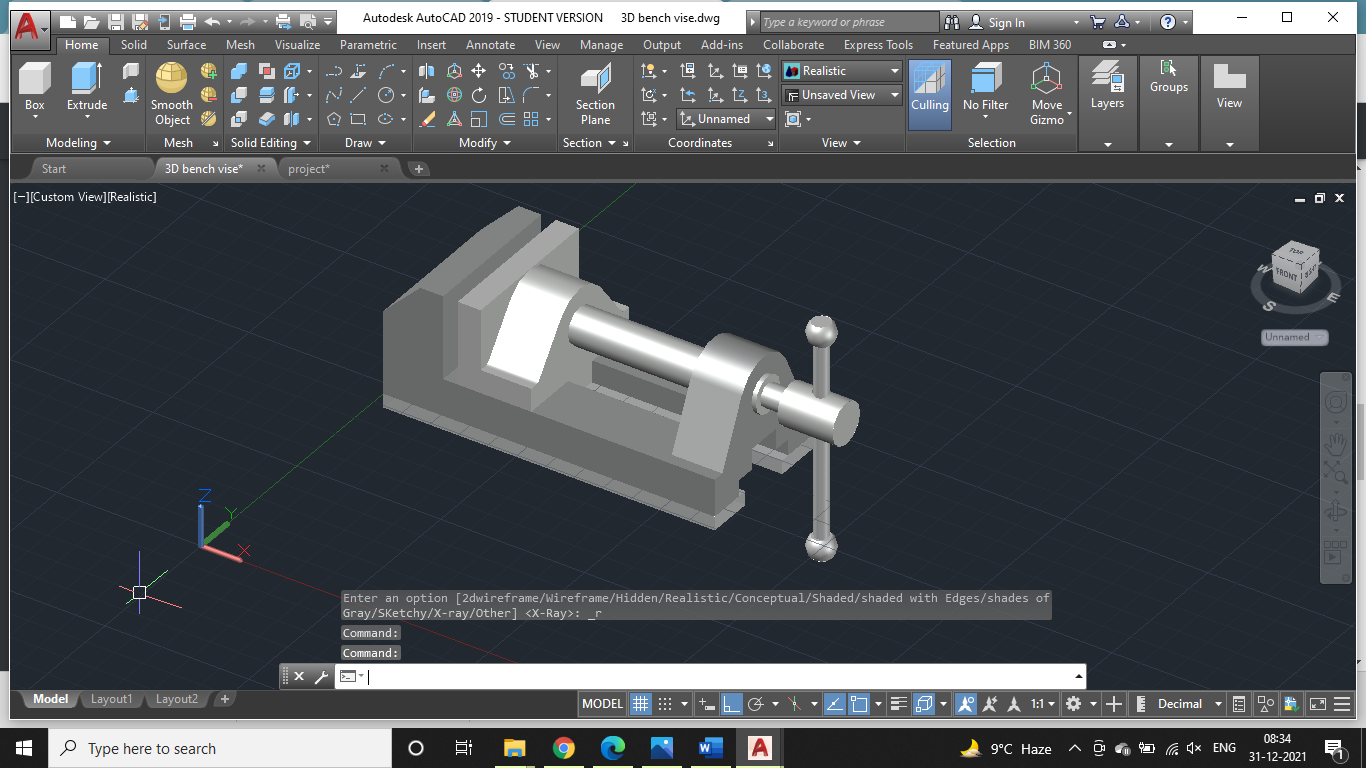 Autodesk AutoCAD 2019 - STUDENT VERSION 3D bench vise.dwg
Type a keyword or phrase
Sign In
Home Solid Surface Mesh Visualize Parametric Insert Annotate View Manage Output Add-ins Collaborate Express Tools Featured Apps BIM 360
Box
Extrude
Smooth
Object
Section
Plane
Realistic
Unsaved View
Unnamed
Culling
No Filter
Move
Gizmo
Layers
Groups
View
Modeling
Mesh
Solid Editing
Draw
Modify
Section
Coordinates
View
Selection
Start
3D bench vise*
project*
[−][Custom View][Realistic]
TOP
FRONT
W
S
E
Unnamed
Z
Y
X
Enter an option [2dwireframe/Wireframe/Hidden/Realistic/Conceptual/Shaded/shaded with Edges/shades of
Gray/SKetchy/X-ray/Other] <X-Ray>: _r
Command:
Command:
Model Layout1 Layout2
MODEL
1:1
Decimal
Type here to search
9°C Haze
ENG
08:34
31-12-2021
1